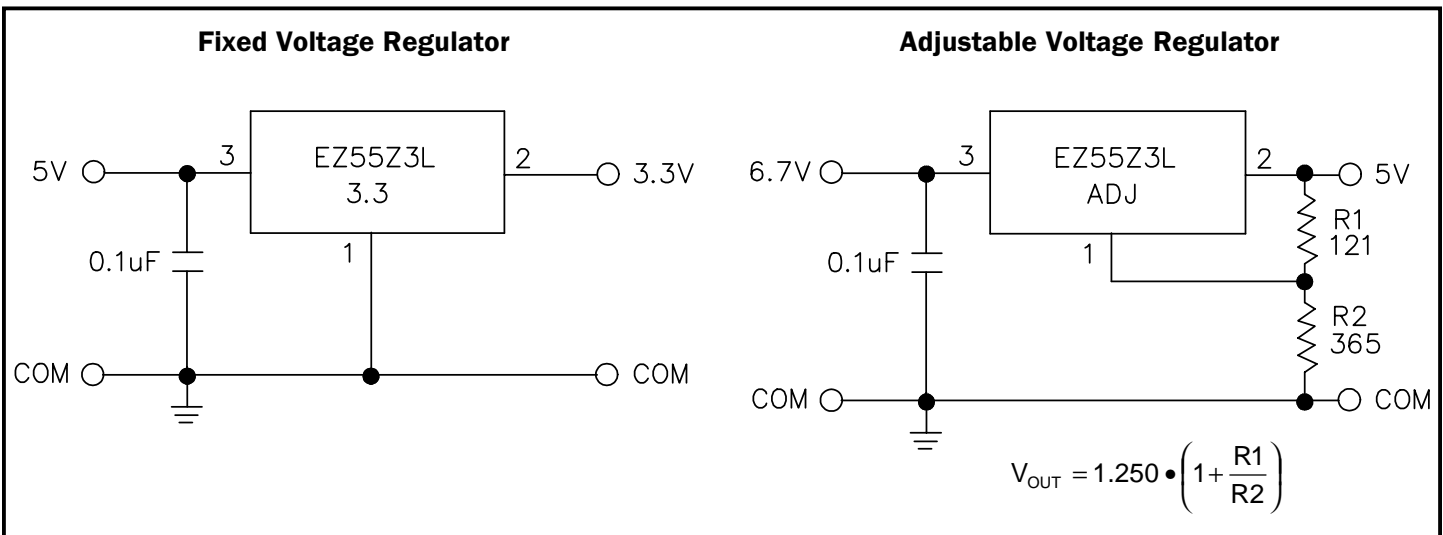 Fixed Voltage Regulator
5V
3
EZ55Z3L
3.3
2
3.3V
1
0.1uF
COM
COM
Adjustable Voltage Regulator
6.7V
3
EZ55Z3L
ADJ
2
5V
R1
121
1
0.1uF
R2
365
COM
COM
V_OUT = 1.250 • (1 + R1/R2)